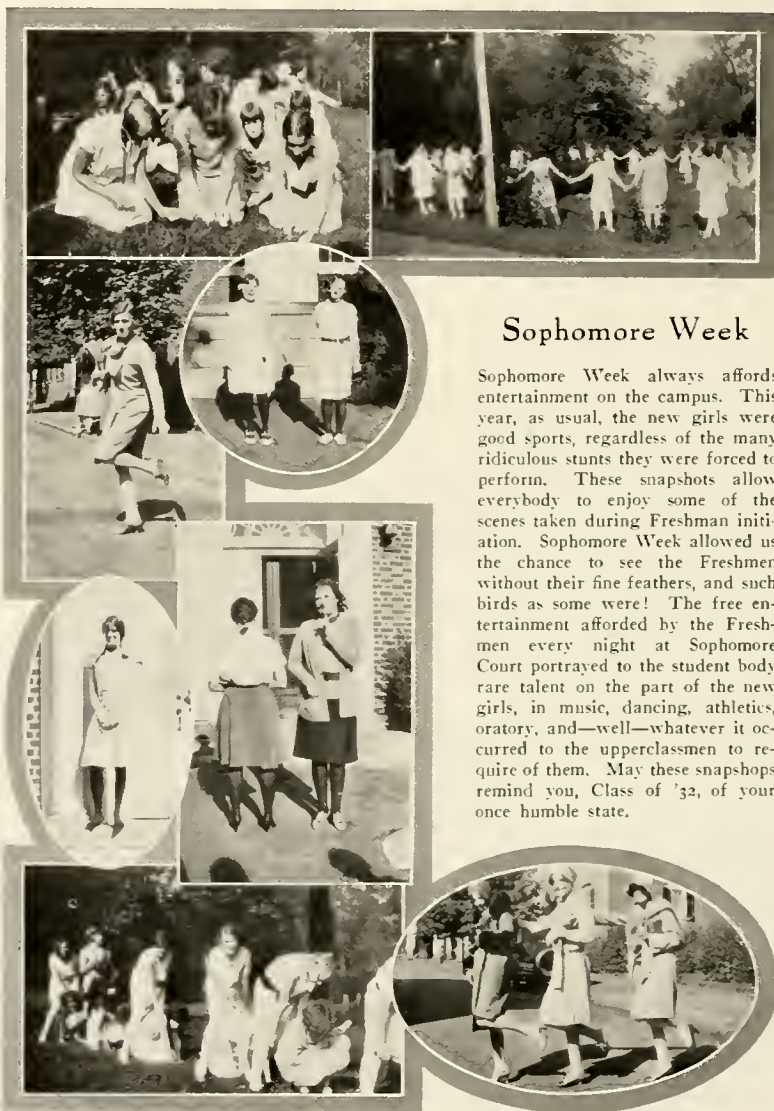 Sophomore Week
Sophomore Week always affords
entertainment on the campus. This
year, as usual, the new girls were
good sports, regardless of the many
ridiculous stunts they were forced to
perform. These snapshots allow
everybody to enjoy some of the
scenes taken during Freshman initi-
ation. Sophomore Week allowed us
the chance to see the Freshmen
without their fine feathers, and such
birds as some were! The free en-
tertainment afforded by the Fresh-
men every night at Sophomore
Court portrayed to the student body
rare talent on the part of the new
girls, in music, dancing, athletics,
oratory, and—well—whatever it oc-
curred to the upperclassmen to re-
quire of them. May these snapshops
remind you, Class of '32, of your
once humble state.